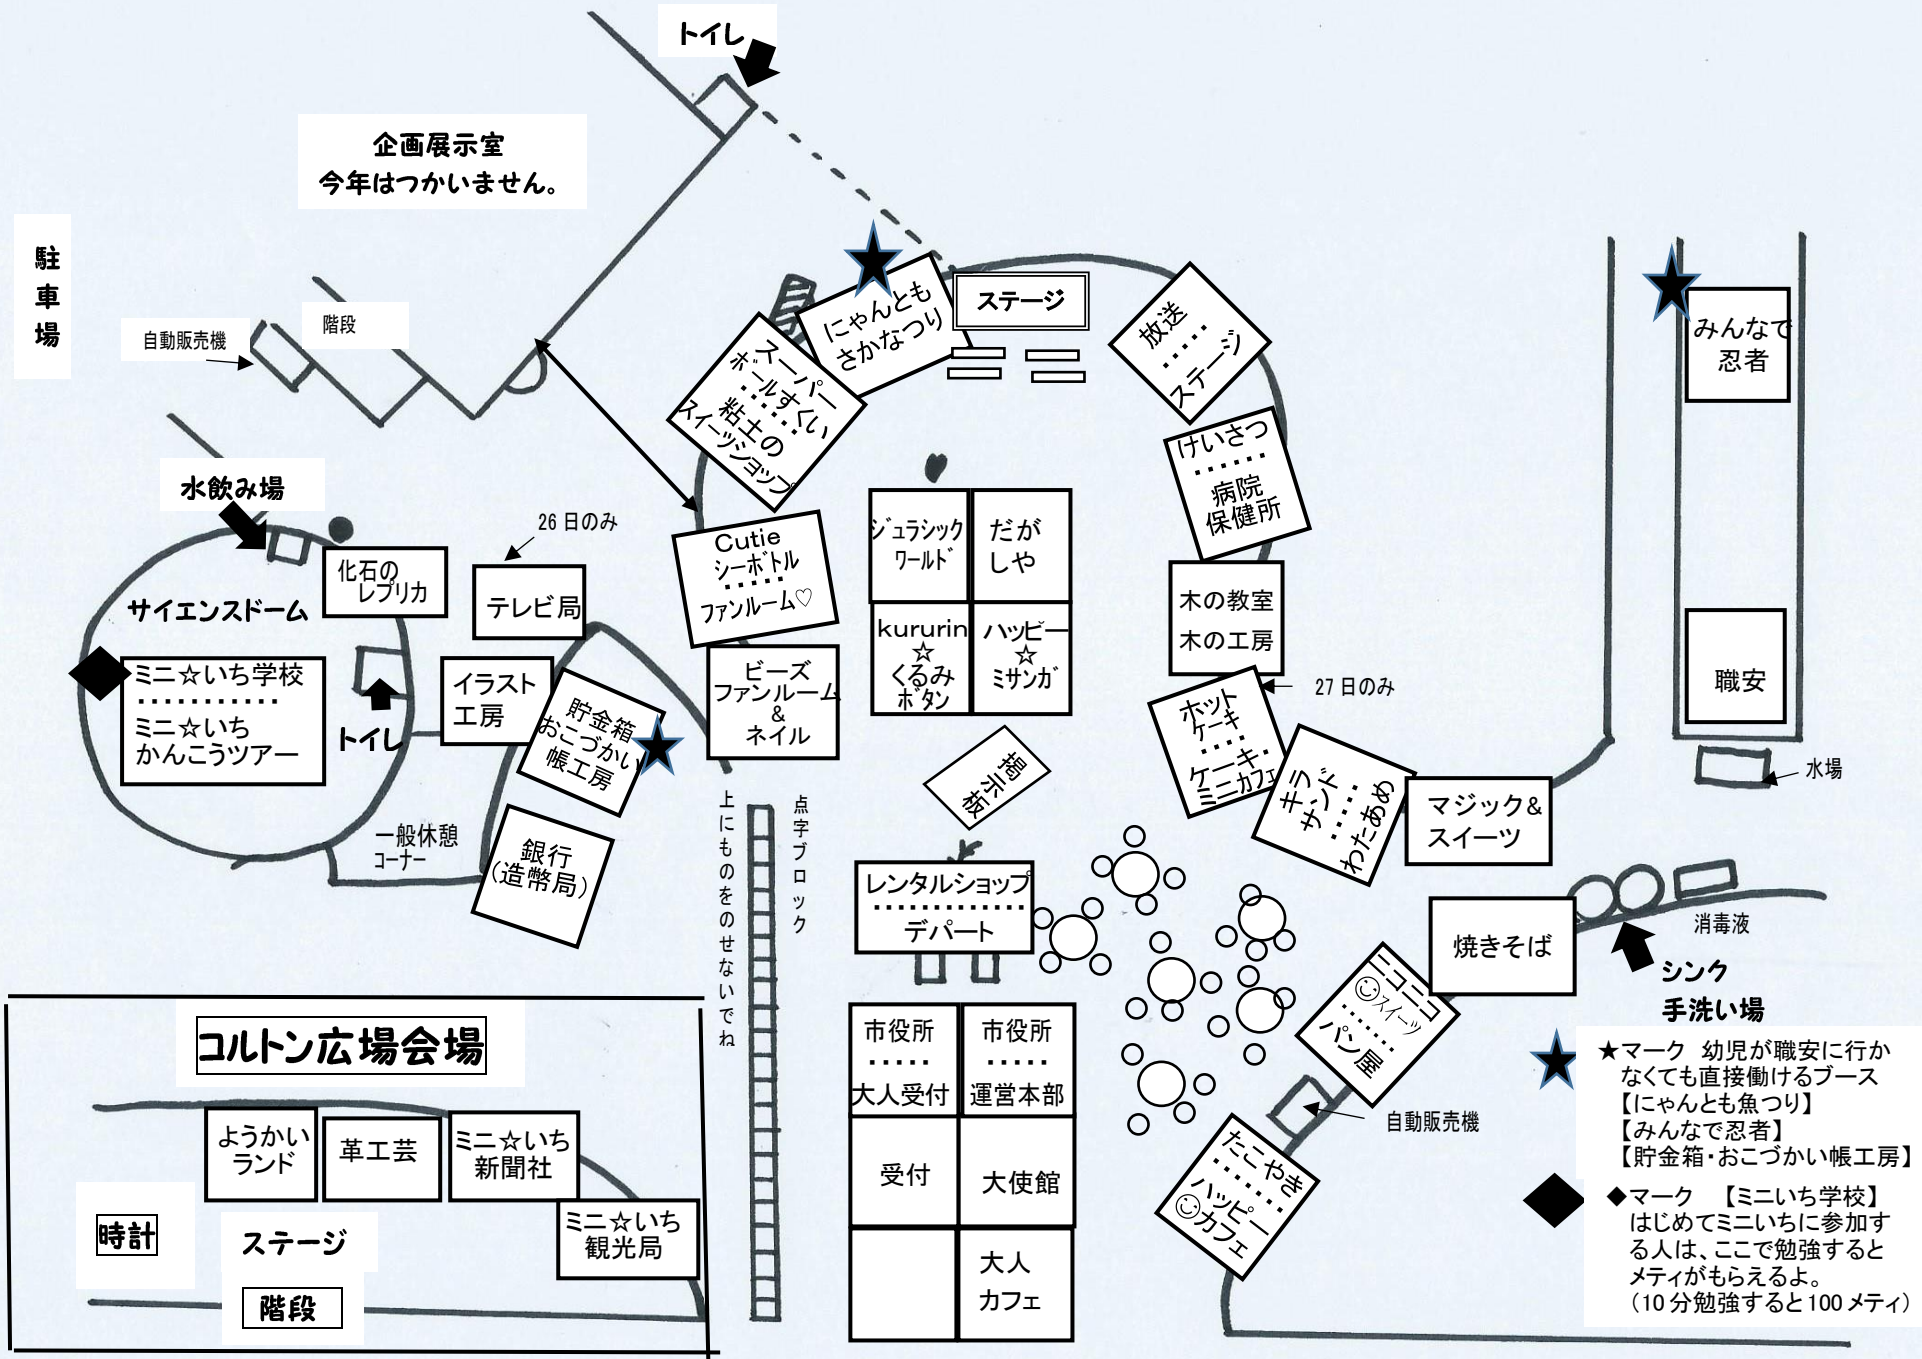 トイレ
企画展示室
今年はつかいません。
駐車場
自動販売機
階段
にゃんとも
さかなつり
ステージ
スーパー
ボールすくい
・・・・・・
粘土の
スイーツショップ
放送
・・・・
ステージ
けいさつ
・・・・・・
病院
保健所
みんなで
忍者
水飲み場
26日のみ
化石の
レプリカ
サイエンスドーム
テレビ局
Cutie
シーボトル
・・・・・
ファンルーム♡
ジュラシック
ワールド
だが
しや
木の教室
木の工房
kururin
☆
くるみ
ボタン
ハッピー
☆
ミサンガ
ミニ☆いち学校
・・・・・・・・・・・
ミニ☆いち
かんこうツアー
トイレ
イラスト
工房
貯金箱
おこづかい
帳工房
ビーズ
ファンルーム
&
ネイル
27日のみ
職安
ホット
ケーキ
・・・・
ケーキ・
ミニカフェ
掲示板
水場
キラ
サンド
・・・・・
わたあめ
マジック&
スイーツ
一般休憩
コーナー
銀行
(造幣局)
上にものをのせないでね
点字ブロック
レンタルショップ
・・・・・・・・・・・・・
デパート
焼きそば
消毒液
シンク
手洗い場
ニコニコ
スイーツ
・・・・・・
パン屋
自動販売機
市役所
・・・・・
大人受付
市役所
・・・・・
運営本部
受付
大使館
大人
カフェ
たこやき
・・・・・・・
ハッピー
カフェ
コルトン広場会場
ようかい
ランド
革工芸
ミニ☆いち
新聞社
ミニ☆いち
観光局
時計
ステージ
階段
★マーク 幼児が職安に行か
なくても直接働けるブース
【にゃんとも魚つり】
【みんなで忍者】
【貯金箱・おこづかい帳工房】
◆マーク 【ミニいち学校】
はじめてミニいちに参加す
る人は、ここで勉強すると
メティがもらえるよ。
(10分勉強すると100メティ)